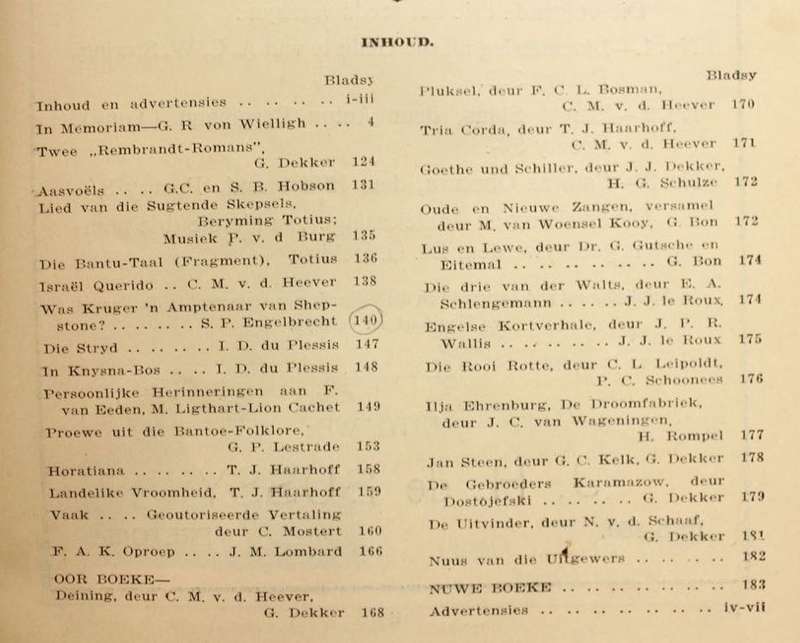 INHOUD.
Bladsy
Inhoud en advertensies .. .. .. .. .. i-iii
In Memoriam—G. R von Wielligh .. .. 4
Twee „Rembrandt-Romans",
G. Dekker 124
Aasvoëls .. .. G.C. en S. B. Hobson 131
Lied van die Sugtende Skepsels,
Beryming Totius;
Musiek P. v. d Burg 135
Die Bantu-Taal (Fragment), Totius 136
Israël Querido .. C. M. v. d. Heever 138
Was Kruger 'n Amptenaar van Shep-
stone? .. .. .. .. S. P. Engelbrecht 140
Die Stryd .. .. .. .. I. D. du Plessis 147
In Knysna-Bos .. .. I. D. du Plessis 148
Persoonlijke Herinneringen aan F.
van Eeden, M. Ligthart-Lion Cachet 149
Proewe uit die Bantoe-Folklore,
G. P. Lestrade 153
Horatiana .. .. .. .. T. J. Haarhoff 158
Landelike Vroomheid, T. J. Haarhoff 159
Vaak .. .. Geoutoriseerde Vertaling
deur C. Mostert 160
F. A. K. Oproep .. .. J. M. Lombard 166
OOR BOEKE—
Deining, deur C. M. v. d. Heever,
G. Dekker 168
Bladsy
Pluksel, deur F. C. L. Bosman,
C. M. v. d. Heever 170
Tria Corda, deur T. J. Haarhoff,
C. M. v. d. Heever 171
Goethe und Schiller, deur J. J. Dekker,
H. G. Schulze 172
Oude en Nieuwe Zangen, versamel
deur M. van Woensel Kooy, G. Bon 172
Lus en Lewe, deur Dr. G. Gutsche en
Eitemal .. .. .. .. .. .. .. G. Bon 174
Die drie van der Walts, deur E. A.
Schlengemann .. .. .. J. J. le Roux, 174
Engelse Kortverhale, deur J. P. R.
Wallis .. .. .. .. .. .. J. J. le Roux 175
Die Rooi Rotte, deur C. L. Leipoldt,
P. C. Schoonees 176
Ilja Ehrenburg, De Droomfabriek,
deur J. C. van Wageningen,
H. Rompel 177
Jan Steen, deur G. C. Kelk, G. Dekker 178
De Gebroeders Karamazow, deur
Dostojefski .. .. .. .. .. G. Dekker 179
De Uitvinder, deur N. v. d. Schaaf,
G. Dekker 181
Nuus van die Uitgewers .. .. .. .. 182
NUWE BOEKE .. .. .. .. .. .. .. .. 183
Advertensies .. .. .. .. .. .. .. .. .. iv-vii